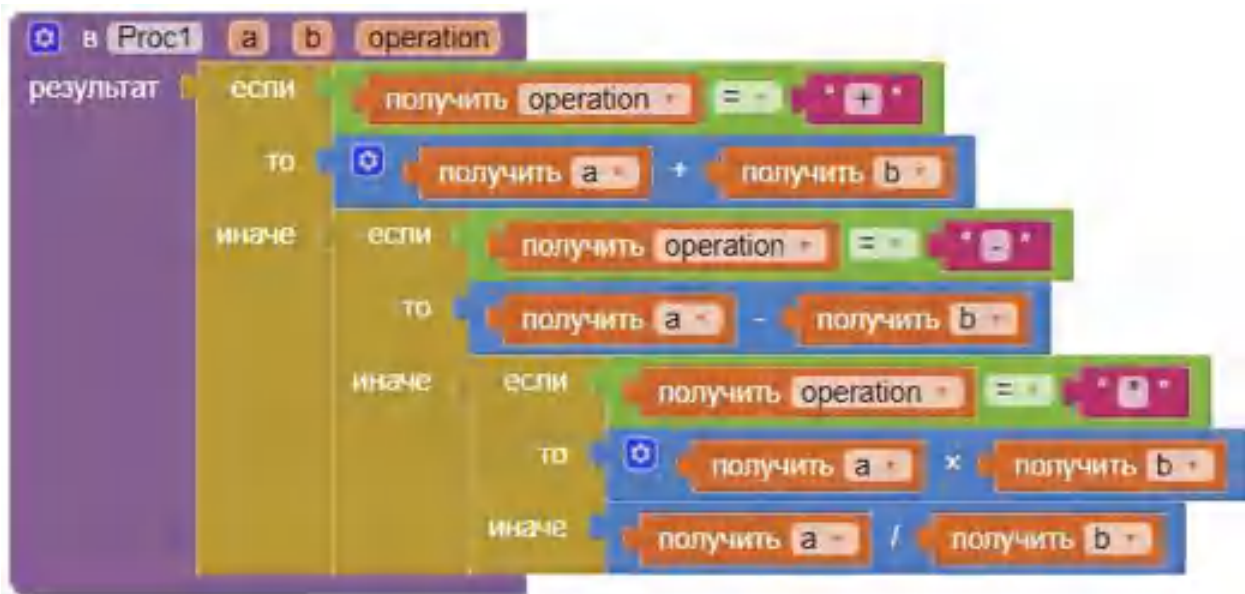 в Proc1 a b operation
результат если получить operation = " + "
то получить a + получить b
иначе если получить operation = " - "
то получить a - получить b
иначе если получить operation = " * "
то получить a × получить b
иначе получить a / получить b